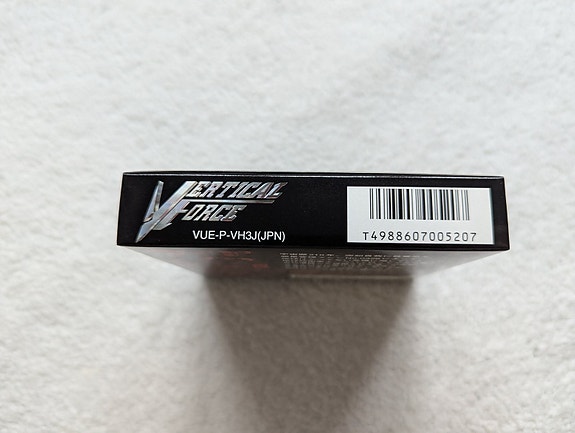 VERTICAL
FORCE
VUE-P-VH3J(JPN)
T4988607005207